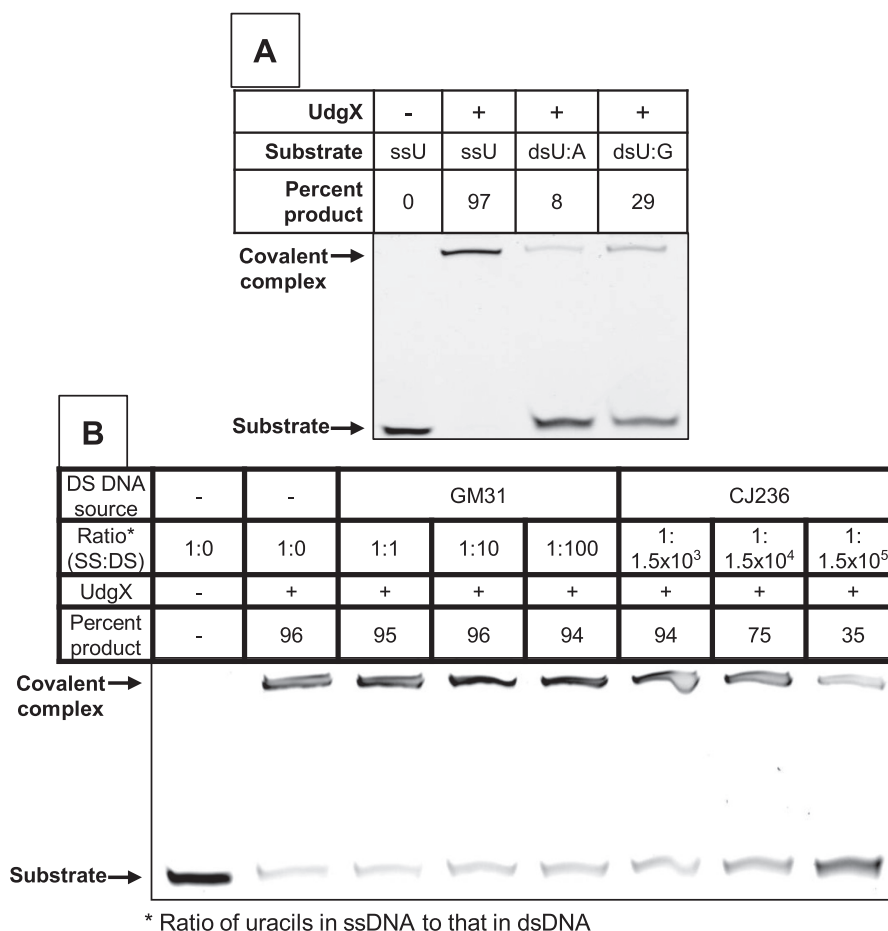 A
UdgX - + + +
Substrate ssU ssU dsU:A dsU:G
Percent
product 0 97 8 29
Covalent
complex
Substrate
B
DS DNA
source - - GM31 CJ236
Ratio*
(SS:DS) 1:0 1:0 1:1 1:10 1:100 1:
1.5x10³ 1:
1.5x10⁴ 1:
1.5x10⁵
UdgX - + + + + + + +
Percent
product - 96 95 96 94 94 75 35
Covalent
complex
Substrate
* Ratio of uracils in ssDNA to that in dsDNA